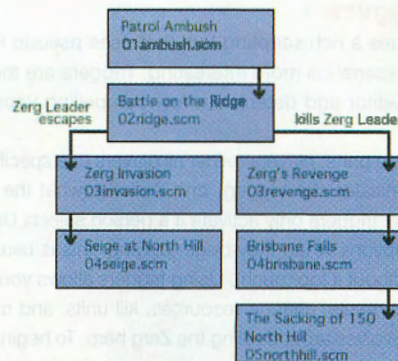 Patrol Ambush
01ambush.scm
Zerg Leader
escapes
Battle on the Ridge
02ridge.scm
kills Zerg Leade
Zerg Invasion
03invasion.scm
Zerg's Revenge
03revenge.scm
Seige at North Hill
04seige.scm
Brisbane Falls
04brisbane.scm
The Sacking of 150
North Hill
05northhill.scm